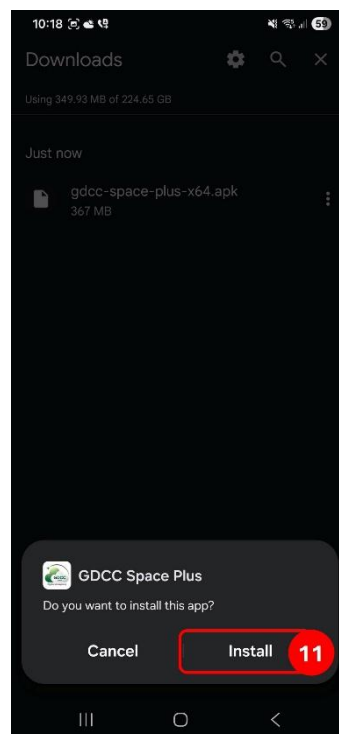 10:18
59
Downloads
Using 349.93 MB of 224.65 GB
Just now
gdcc-space-plus-x64.apk
367 MB
GDCC Space Plus
Do you want to install this app?
Cancel
Install
11